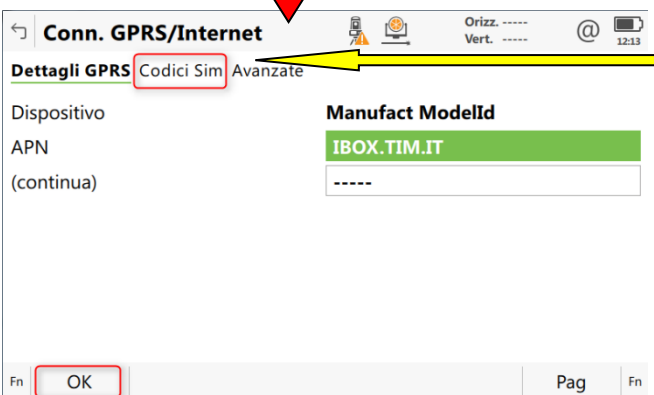 Conn. GPRS/Internet
Orizz. -----
Vert. -----
@
12:13
Dettagli GPRS Codici Sim Avanzate
Dispositivo Manufact ModelId
APN IBOX.TIM.IT
(continua) -----
Fn OK Pag Fn